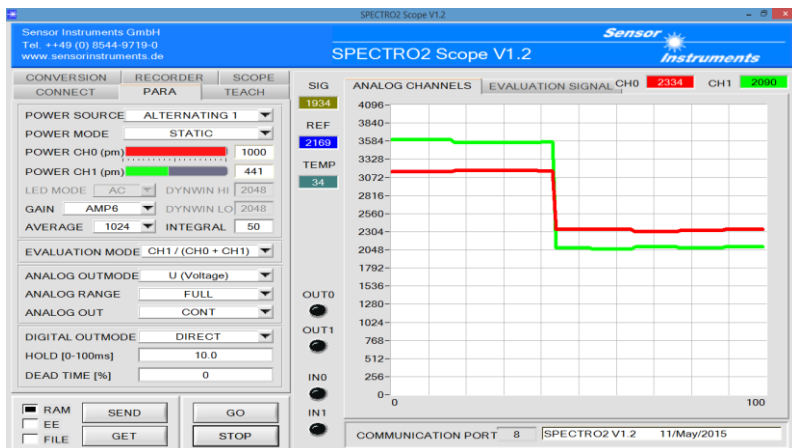 SPECTRO2 Scope V1.2
Sensor Instruments GmbH
Tel. ++49 (0) 8544-9719-0
www.sensorinstruments.de
SPECTRO2 Scope V1.2
Sensor
Instruments
CONVERSION RECORDER SCOPE
CONNECT PARA TEACH
POWER SOURCE ALTERNATING 1
POWER MODE STATIC
POWER CH0 (pm) 1000
POWER CH1 (pm) 441
LED MODE AC DYNWIN HI 2048
GAIN AMP6 DYNWIN LO 2048
AVERAGE 1024 INTEGRAL 50
EVALUATION MODE CH1 / (CH0 + CH1)
ANALOG OUTMODE U (Voltage)
ANALOG RANGE FULL
ANALOG OUT CONT
DIGITAL OUTMODE DIRECT
HOLD [0-100ms] 10.0
DEAD TIME [%] 0
RAM
EE
FILE
SEND GO
GET STOP
SIG
1934
REF
2169
TEMP
34
OUT0
OUT1
IN0
IN1
ANALOG CHANNELS EVALUATION SIGNAL CH0 2334 CH1 2090
4096
3840
3584
3328
3072
2816
2560
2304
2048
1792
1536
1280
1024
768
512
256
0
0 100
COMMUNICATION PORT 8 SPECTRO2 V1.2 11/May/2015